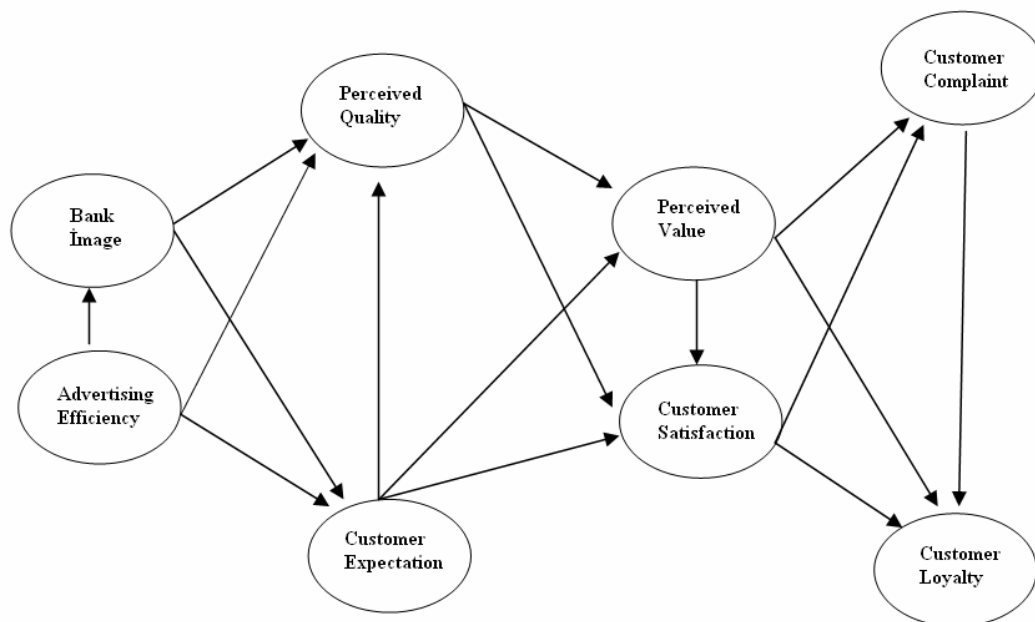 Customer
Complaint
Perceived
Quality
Perceived
Value
Bank
İmage
Advertising
Efficiency
Customer
Satisfaction
Customer
Expectation
Customer
Loyalty